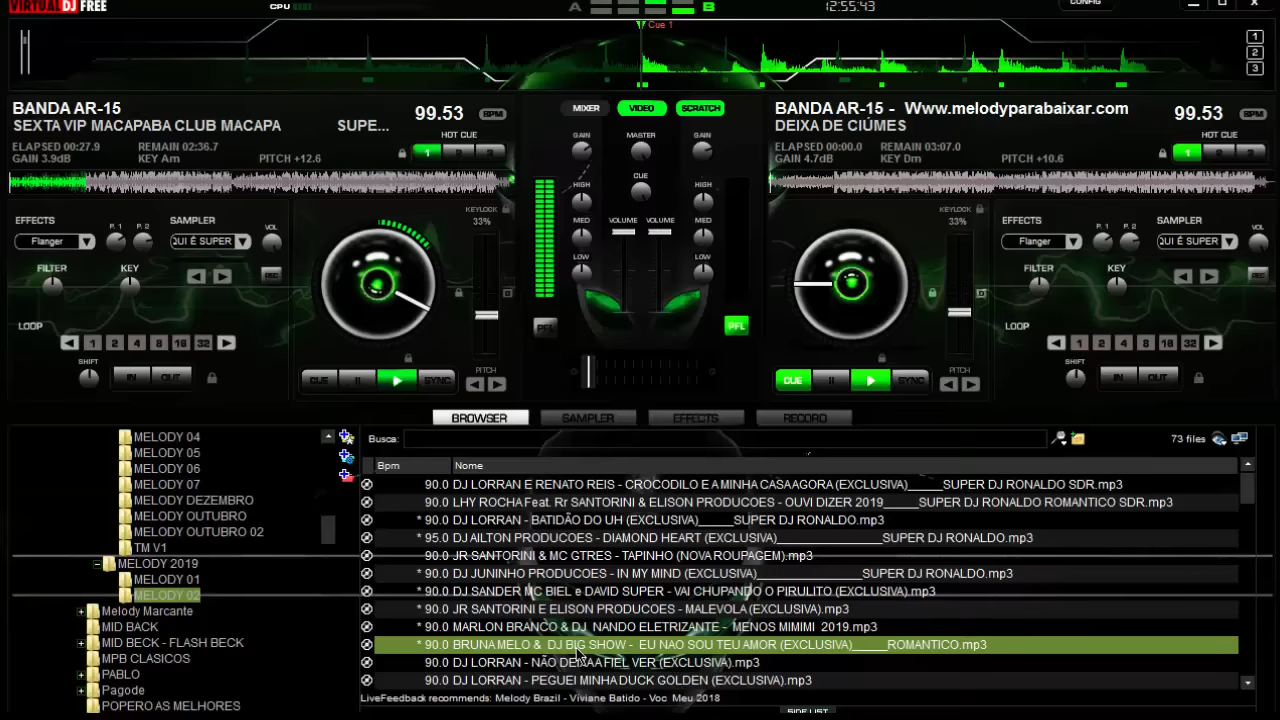 VIRTUAL DJ FREE
CPU
A
B
12:55:43
CONFIG
Cue 1
1
2
3
BANDA AR-15
SEXTA VIP MACAPABA CLUB MACAPA SUPE...
99.53 BPM
HOT CUE
ELAPSED 00:27.9 REMAIN 02:36.7
GAIN 3.9dB KEY Am PITCH +12.6
1 2 3
MIXER VIDEO SCRATCH
BANDA AR-15 - Www.melodyparabaixar.com
DEIXA DE CIÚMES
99.53 BPM
HOT CUE
ELAPSED 00:00.0 REMAIN 03:07.0
GAIN 4.7dB KEY Dm PITCH +10.6
1 2 3
EFFECTS P. 1 P. 2 SAMPLER VOL
Flanger QUI É SUPER
FILTER KEY REC
LOOP
1 2 4 8 16 32
SHIFT
IN OUT
KEYLOCK
33%
CUE II SYNC
PITCH
GAIN MASTER GAIN
CUE
HIGH HIGH
MED VOLUME VOLUME MED
LOW LOW
PFL PFL
KEYLOCK
33%
CUE II SYNC
PITCH
EFFECTS P. 1 P. 2 SAMPLER VOL
Flanger QUI É SUPER
FILTER KEY REC
LOOP
1 2 4 8 16 32
SHIFT
IN OUT
BROWSER SAMPLER EFFECTS RECORD
MELODY 04
MELODY 05
MELODY 06
MELODY 07
MELODY DEZEMBRO
MELODY OUTUBRO
MELODY OUTUBRO 02
TM V1
MELODY 2019
MELODY 01
MELODY 02
Melody Marcante
MID BACK
MID BECK - FLASH BECK
MPB CLASICOS
PABLO
Pagode
POPERO AS MELHORES
Busca: 73 files
Bpm Nome
90.0 DJ LORRAN E RENATO REIS - CROCODILO E A MINHA CASA AGORA (EXCLUSIVA)_____SUPER DJ RONALDO SDR.mp3
90.0 LHY ROCHA Feat. Rr SANTORINI & ELISON PRODUCOES - OUVI DIZER 2019_____SUPER DJ RONALDO ROMANTICO SDR.mp3
* 90.0 DJ LORRAN - BATIDÃO DO UH (EXCLUSIVA)_____SUPER DJ RONALDO.mp3
* 95.0 DJ AILTON PRODUCOES - DIAMOND HEART (EXCLUSIVA)_______________SUPER DJ RONALDO.mp3
* 90.0 JR SANTORINI & MC GTRES - TAPINHO (NOVA ROUPAGEM).mp3
* 90.0 DJ JUNINHO PRODUCOES - IN MY MIND (EXCLUSIVA)_______________SUPER DJ RONALDO.mp3
* 90.0 DJ SANDER MC BIEL e DAVID SUPER - VAI CHUPANDO O PIRULITO (EXCLUSIVA).mp3
* 90.0 JR SANTORINI E ELISON PRODUCOES - MALEVOLA (EXCLUSIVA).mp3
* 90.0 MARLON BRANCO & DJ NANDO ELETRIZANTE - MENOS MIMIMI 2019.mp3
* 90.0 BRUNA MELO & DJ BIG SHOW - EU NAO SOU TEU AMOR (EXCLUSIVA)_____ROMANTICO.mp3
90.0 DJ LORRAN - NÃO DEIXA A FIEL VER (EXCLUSIVA).mp3
90.0 DJ LORRAN - PEGUEI MINHA DUCK GOLDEN (EXCLUSIVA).mp3
LiveFeedback recommends: Melody Brazil - Viviane Batido - Voc Meu 2018
SIDE LIST